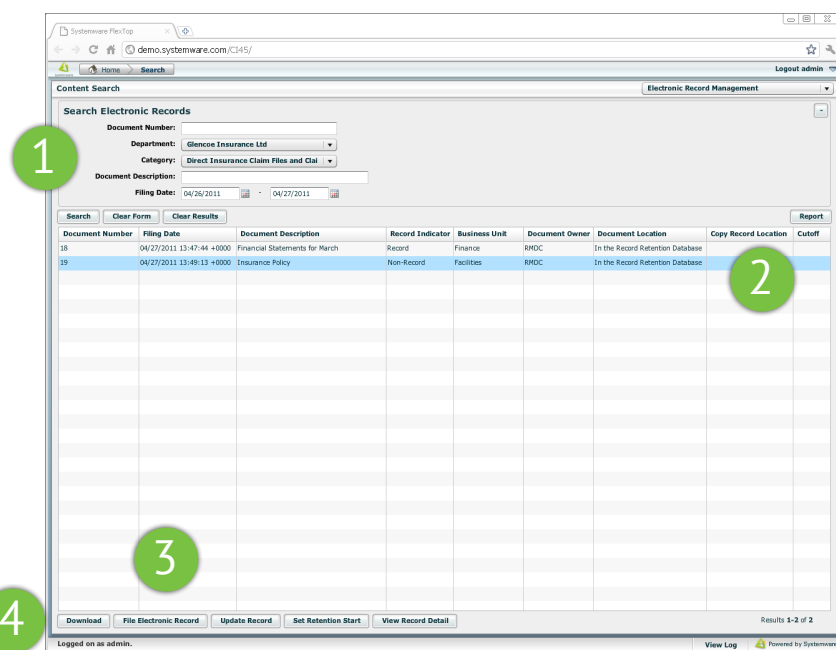 Systemware FlexTop
demo.systemware.com/CI45/
Home Search Logout admin
Content Search Electronic Record Management
Search Electronic Records
1
Document Number:
Department: Glencoe Insurance Ltd
Category: Direct Insurance Claim Files and Clai
Document Description:
Filing Date: 04/26/2011 - 04/27/2011
Search Clear Form Clear Results Report
Document Number Filing Date Document Description Record Indicator Business Unit Document Owner Document Location Copy Record Location Cutoff
18 04/27/2011 13:47:44 +0000 Financial Statements for March Record Finance RMDC In the Record Retention Database
19 04/27/2011 13:49:13 +0000 Insurance Policy Non-Record Facilities RMDC In the Record Retention Database
2
3
4
Download File Electronic Record Update Record Set Retention Start View Record Detail Results 1-2 of 2
Logged on as admin. View Log Powered by Systemware